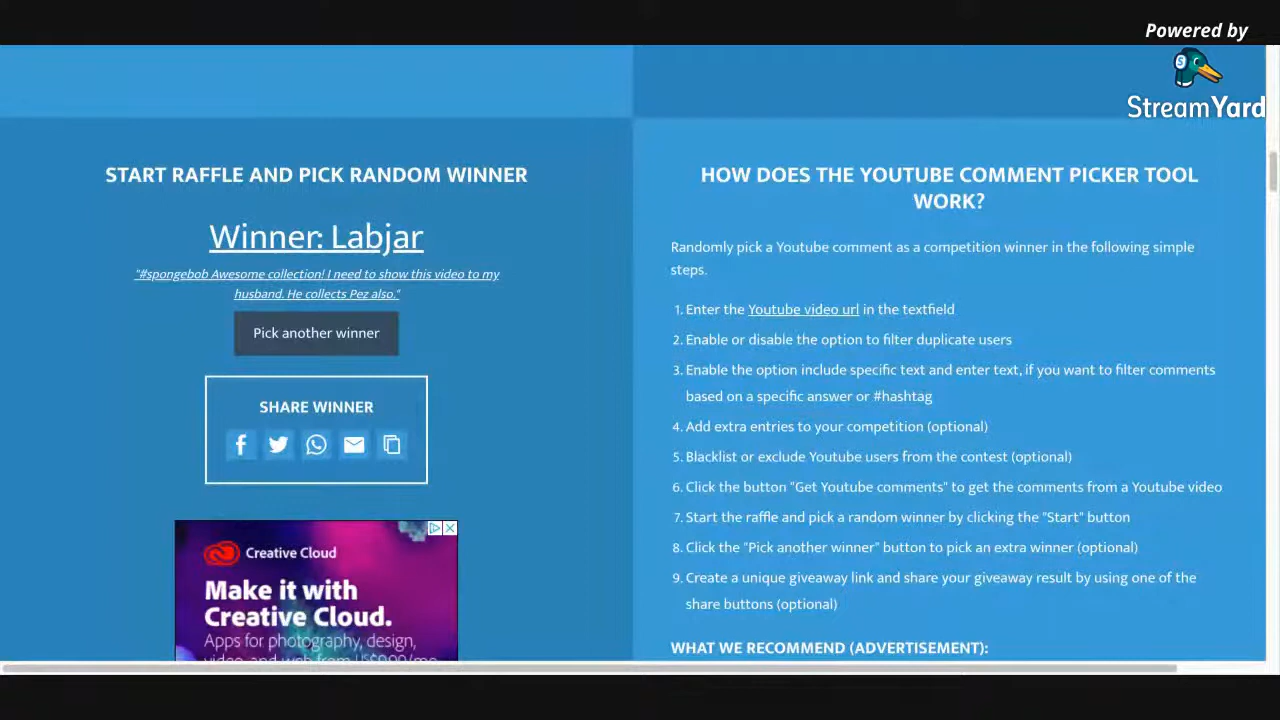 Powered by
StreamYard
START RAFFLE AND PICK RANDOM WINNER
Winner: Labjar
"#spongebob Awesome collection! I need to show this video to my
husband. He collects Pez also."
Pick another winner
SHARE WINNER
Creative Cloud
Make it with
Creative Cloud.
Apps for photography, design,
video and web from US$9.99/mo
HOW DOES THE YOUTUBE COMMENT PICKER TOOL
WORK?
Randomly pick a Youtube comment as a competition winner in the following simple
steps.
1. Enter the Youtube video url in the textfield
2. Enable or disable the option to filter duplicate users
3. Enable the option include specific text and enter text, if you want to filter comments
based on a specific answer or #hashtag
4. Add extra entries to your competition (optional)
5. Blacklist or exclude Youtube users from the contest (optional)
6. Click the button "Get Youtube comments" to get the comments from a Youtube video
7. Start the raffle and pick a random winner by clicking the "Start" button
8. Click the "Pick another winner" button to pick an extra winner (optional)
9. Create a unique giveaway link and share your giveaway result by using one of the
share buttons (optional)
WHAT WE RECOMMEND (ADVERTISEMENT):